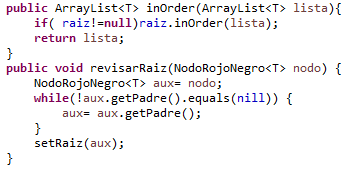 public ArrayList<T> inOrder(ArrayList<T> lista){
if( raiz!=null)raiz.inOrder(lista);
return lista;
}
public void revisarRaiz(NodoRojoNegro<T> nodo) {
NodoRojoNegro<T> aux= nodo;
while(!aux.getPadre().equals(nill)) {
aux= aux.getPadre();
}
setRaiz(aux);
}